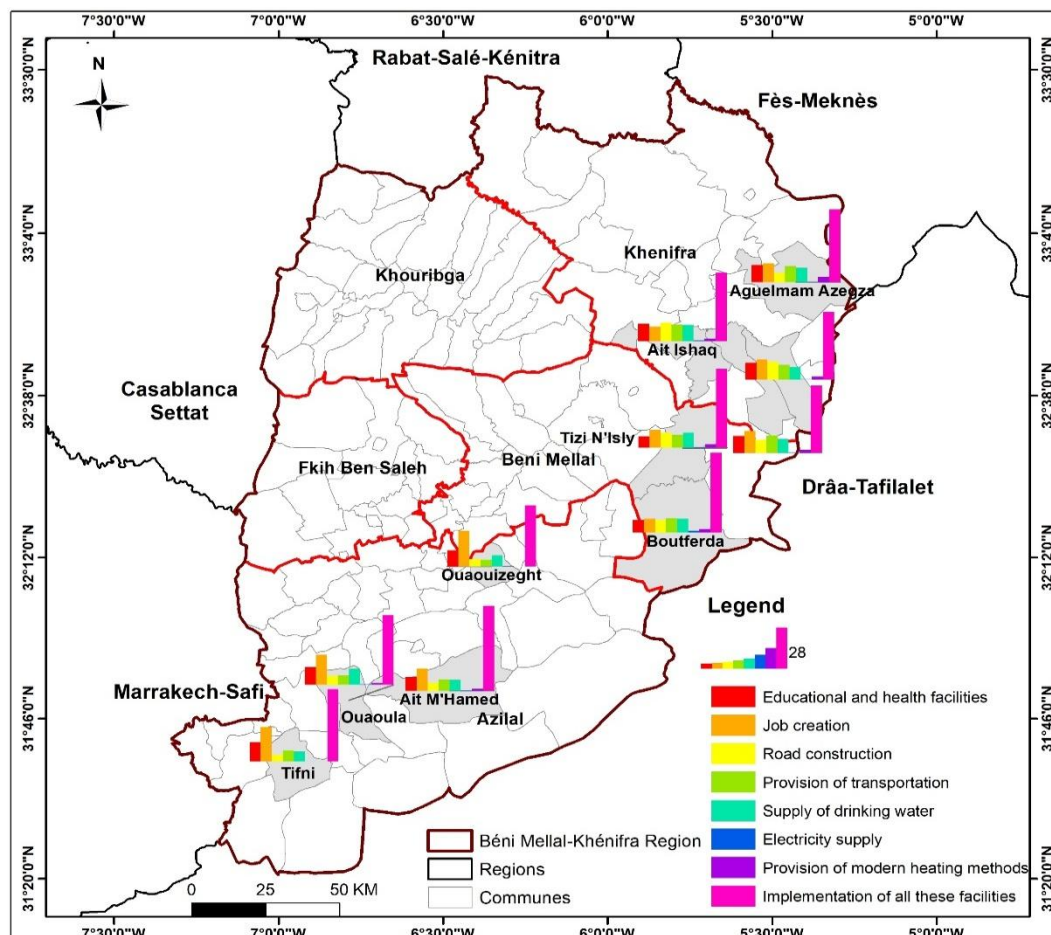 7°30'0"W 7°0'0"W 6°30'0"W 6°0'0"W 5°30'0"W 5°0'0"W
33°30'0"N 33°30'0"N
N
Rabat-Salé-Kénitra
Fès-Meknès
33°4'0"N 33°4'0"N
Khenifra
Khouribga
Aguelmam Azegza
Ait Ishaq
Casablanca
Settat
32°38'0"N 32°38'0"N
Tizi N'Isly
Beni Mellal
Fkih Ben Saleh
Drâa-Tafilalet
Boutferda
32°12'0"N 32°12'0"N
Ouaouizeght
Legend
28
Marrakech-Safi
Educational and health facilities
Ait M'Hamed
Ouaoula
Azilal
31°46'0"N 31°46'0"N
Job creation
Road construction
Tifni
Provision of transportation
Supply of drinking water
Béni Mellal-Khénifra Region
Electricity supply
Regions
Provision of modern heating methods
31°20'0"N 31°20'0"N
0 25 50 KM
Communes
Implementation of all these facilities
7°30'0"W 7°0'0"W 6°30'0"W 6°0'0"W 5°30'0"W 5°0'0"W